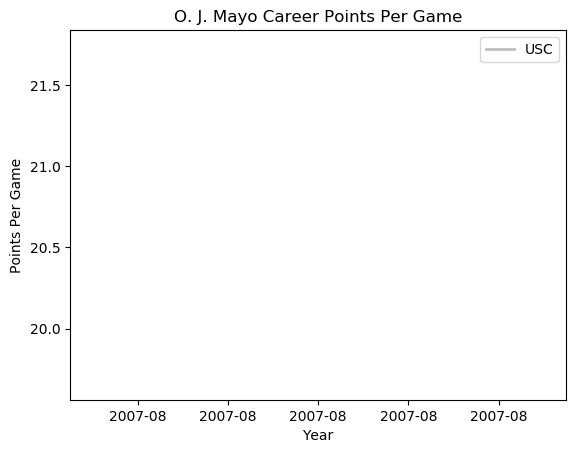 O. J. Mayo Career Points Per Game
USC
21.5
21.0
20.5
20.0
Points Per Game
2007-08 2007-08 2007-08 2007-08 2007-08
Year